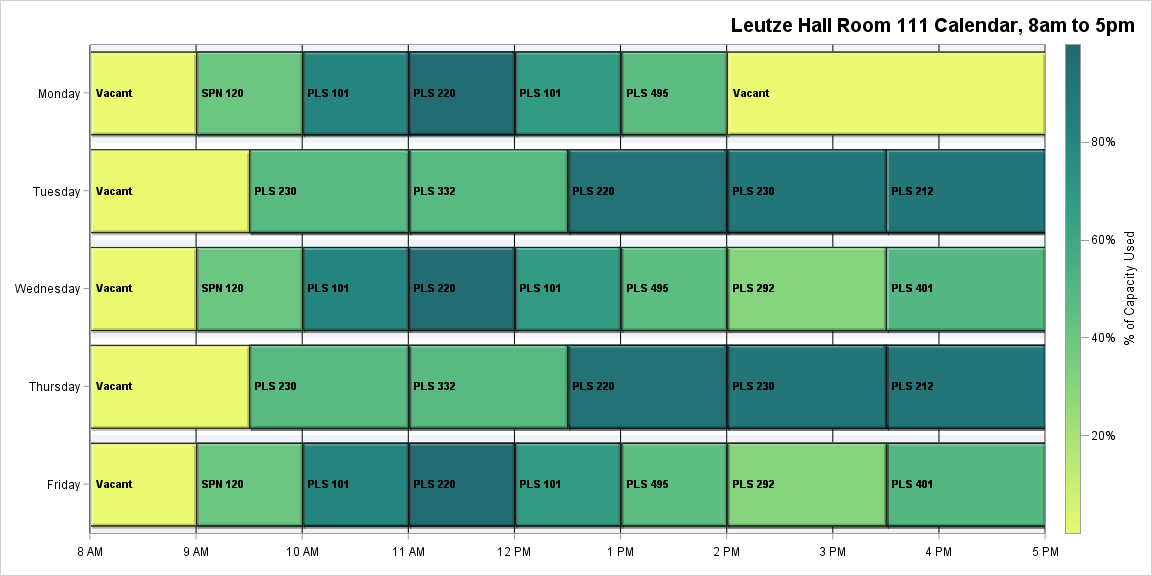 Leutze Hall Room 111 Calendar, 8am to 5pm
Monday
Vacant
SPN 120
PLS 101
PLS 220
PLS 101
PLS 495
Vacant
Tuesday
Vacant
PLS 230
PLS 332
PLS 220
PLS 230
PLS 212
Wednesday
Vacant
SPN 120
PLS 101
PLS 220
PLS 101
PLS 495
PLS 292
PLS 401
Thursday
Vacant
PLS 230
PLS 332
PLS 220
PLS 230
PLS 212
Friday
Vacant
SPN 120
PLS 101
PLS 220
PLS 101
PLS 495
PLS 292
PLS 401
8 AM
9 AM
10 AM
11 AM
12 PM
1 PM
2 PM
3 PM
4 PM
5 PM
80%
60%
40%
20%
% of Capacity Used